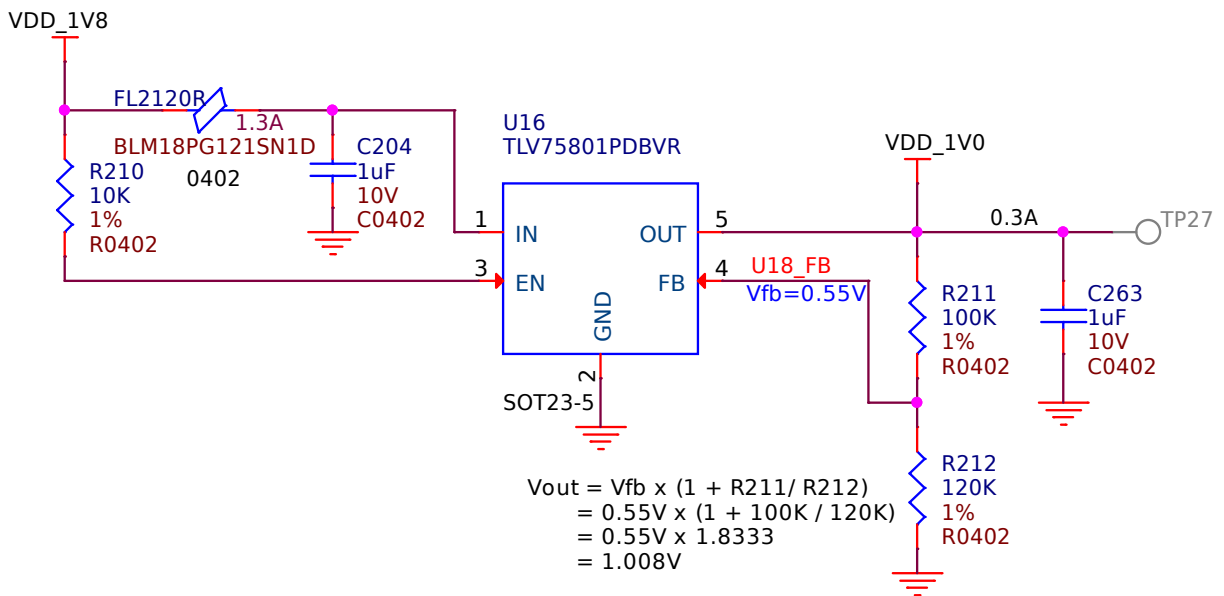 VDD_1V8
FL2120R
1.3A
BLM18PG121SN1D
0402
R210
10K
1%
R0402
C204
1uF
10V
C0402
U16
TLV75801PDBVR
1
IN
3
EN
GND
2
OUT
5
FB
4
SOT23-5
U18_FB
Vfb=0.55V
VDD_1V0
0.3A
TP27
R211
100K
1%
R0402
C263
1uF
10V
C0402
R212
120K
1%
R0402
Vout = Vfb x (1 + R211/ R212)
= 0.55V x (1 + 100K / 120K)
= 0.55V x 1.8333
= 1.008V